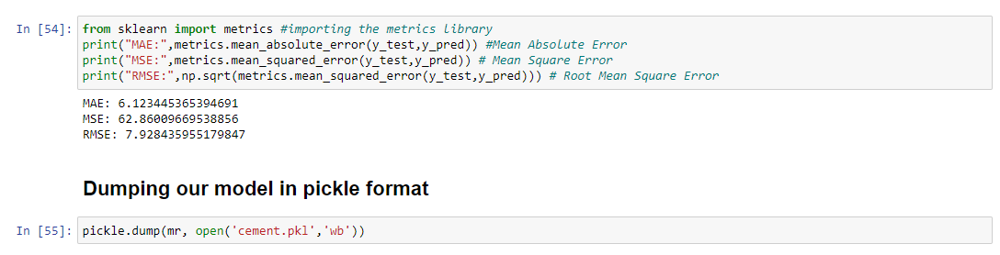 In [54]: from sklearn import metrics #importing the metrics library
print("MAE:",metrics.mean_absolute_error(y_test,y_pred)) #Mean Absolute Error
print("MSE:",metrics.mean_squared_error(y_test,y_pred)) # Mean Square Error
print("RMSE:",np.sqrt(metrics.mean_squared_error(y_test,y_pred))) # Root Mean Square Error
MAE: 6.123445365394691
MSE: 62.86009669538856
RMSE: 7.928435955179847
Dumping our model in pickle format
In [55]: pickle.dump(mr, open('cement.pkl','wb'))